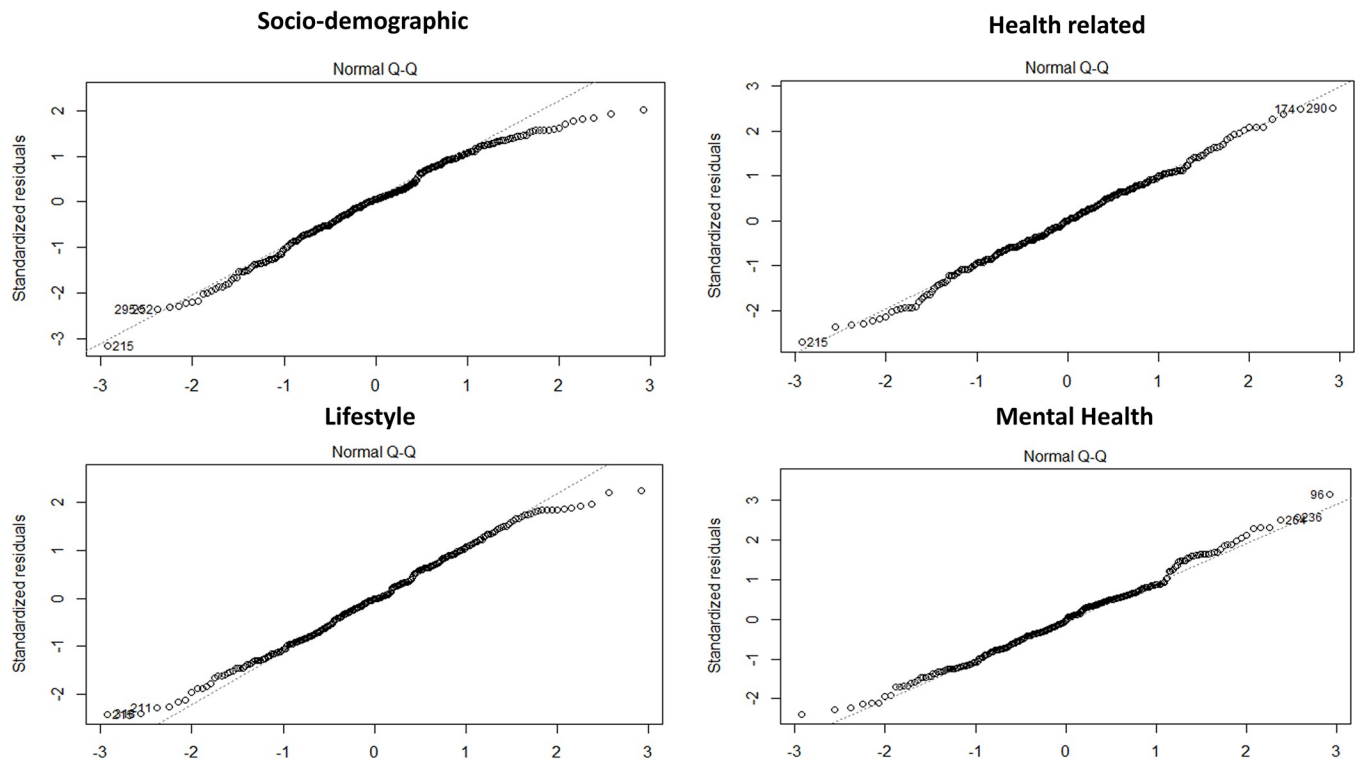 Socio-demographic
Normal Q-Q
Standardized residuals
2
1
0
-1
-2
-3
252
215
-3 -2 -1 0 1 2 3
Health related
Normal Q-Q
Standardized residuals
3
2
1
0
-1
-2
174 290
215
-3 -2 -1 0 1 2 3
Lifestyle
Normal Q-Q
Standardized residuals
2
1
0
-1
-2
211
215
-3 -2 -1 0 1 2 3
Mental Health
Normal Q-Q
Standardized residuals
3
2
1
0
-1
-2
96
264 236
-3 -2 -1 0 1 2 3